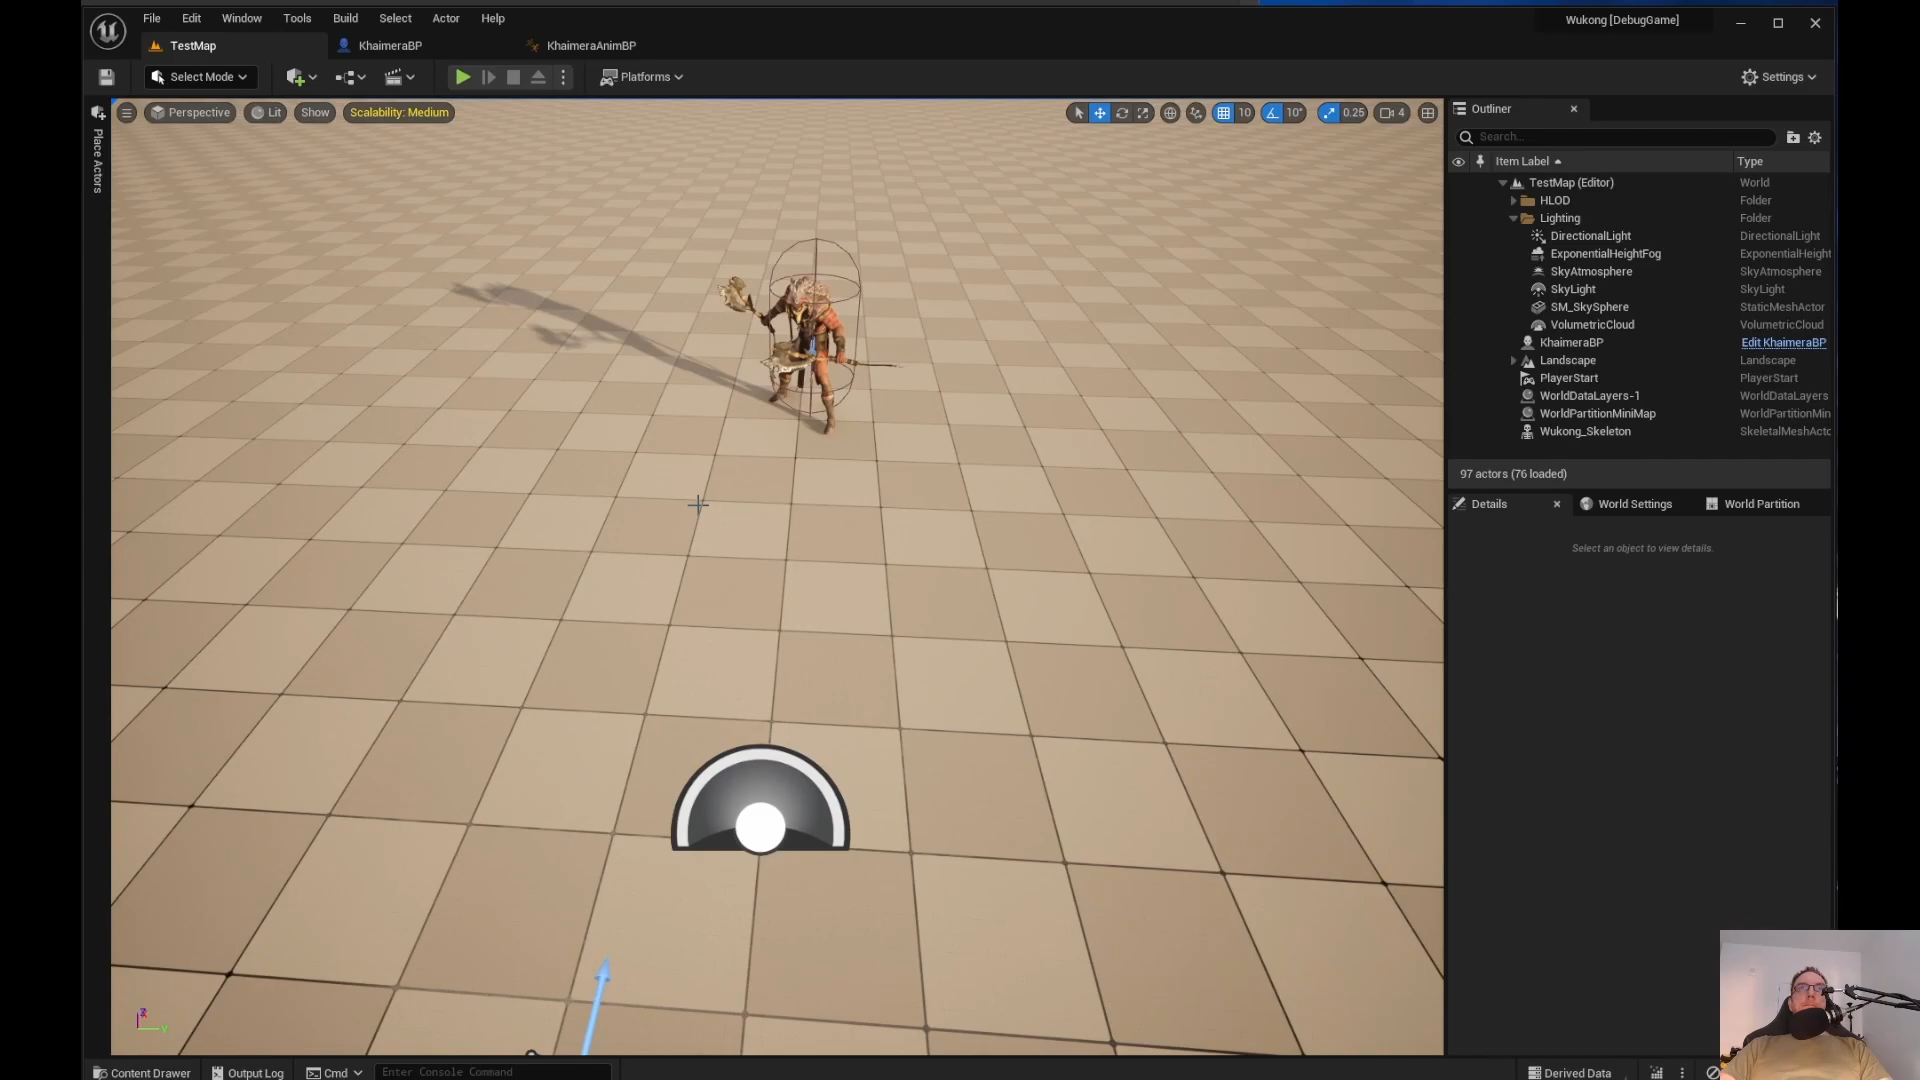 File Edit Window Tools Build Select Actor Help
Wukong [DebugGame]
TestMap KhaimeraBP KhaimeraAnimBP
Select Mode Platforms Settings
Place Actors
Perspective Lit Show Scalability: Medium 10 10° 0.25 4
Outliner
Search...
Item Label Type
TestMap (Editor) World
HLOD Folder
Lighting Folder
DirectionalLight DirectionalLight
ExponentialHeightFog ExponentialHeight
SkyAtmosphere SkyAtmosphere
SkyLight SkyLight
SM_SkySphere StaticMeshActor
VolumetricCloud VolumetricCloud
KhaimeraBP Edit KhaimeraBP
Landscape Landscape
PlayerStart PlayerStart
WorldDataLayers-1 WorldDataLayers
WorldPartitionMiniMap WorldPartitionMin
Wukong_Skeleton SkeletalMeshActo
97 actors (76 loaded)
Details World Settings World Partition
Select an object to view details.
Z
Y
Content Drawer Output Log Cmd Enter Console Command Derived Data